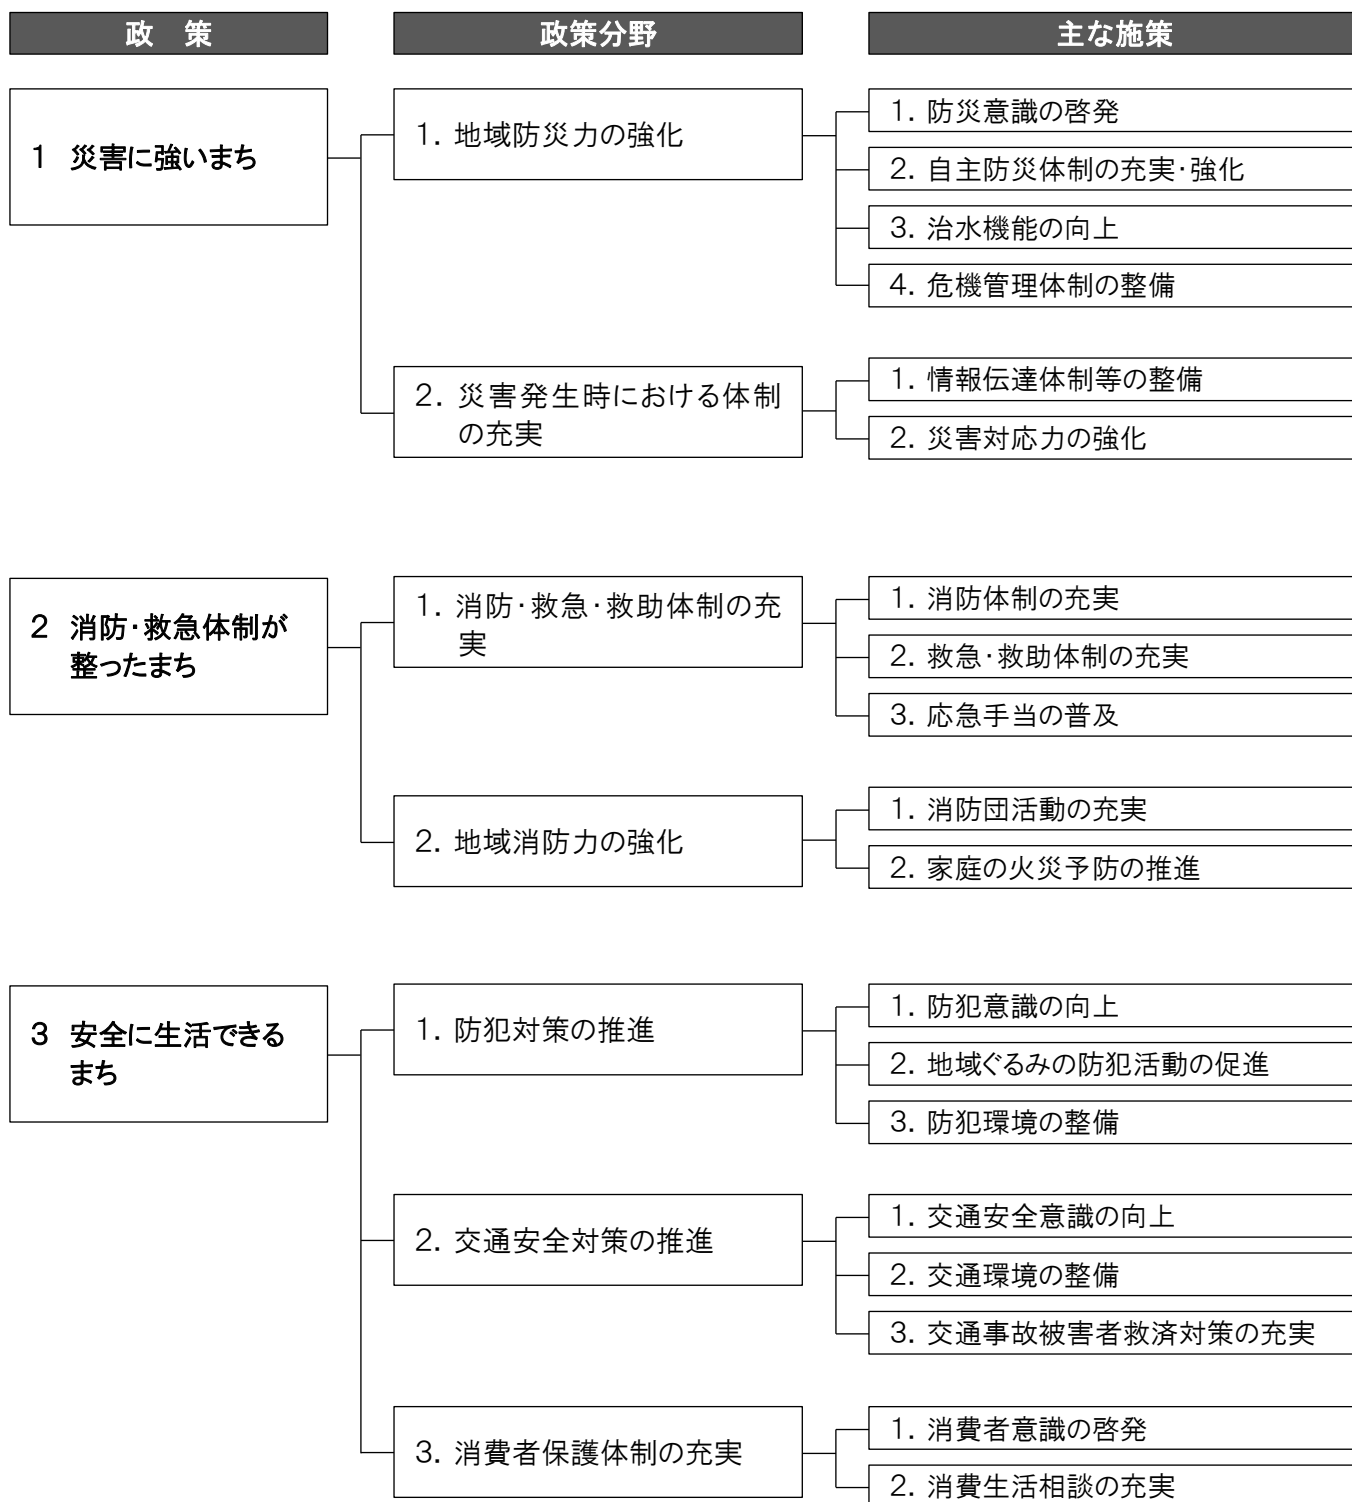 政　策
政策分野
主な施策
1　災害に強いまち
1．地域防災力の強化
1．防災意識の啓発
2．自主防災体制の充実・強化
3．治水機能の向上
4．危機管理体制の整備
2．災害発生時における体制
の充実
1．情報伝達体制等の整備
2．災害対応力の強化
2　消防・救急体制が
整ったまち
1．消防・救急・救助体制の充
実
1．消防体制の充実
2．救急・救助体制の充実
3．応急手当の普及
2．地域消防力の強化
1．消防団活動の充実
2．家庭の火災予防の推進
3　安全に生活できる
まち
1．防犯対策の推進
1．防犯意識の向上
2．地域ぐるみの防犯活動の促進
3．防犯環境の整備
2．交通安全対策の推進
1．交通安全意識の向上
2．交通環境の整備
3．交通事故被害者救済対策の充実
3．消費者保護体制の充実
1．消費者意識の啓発
2．消費生活相談の充実